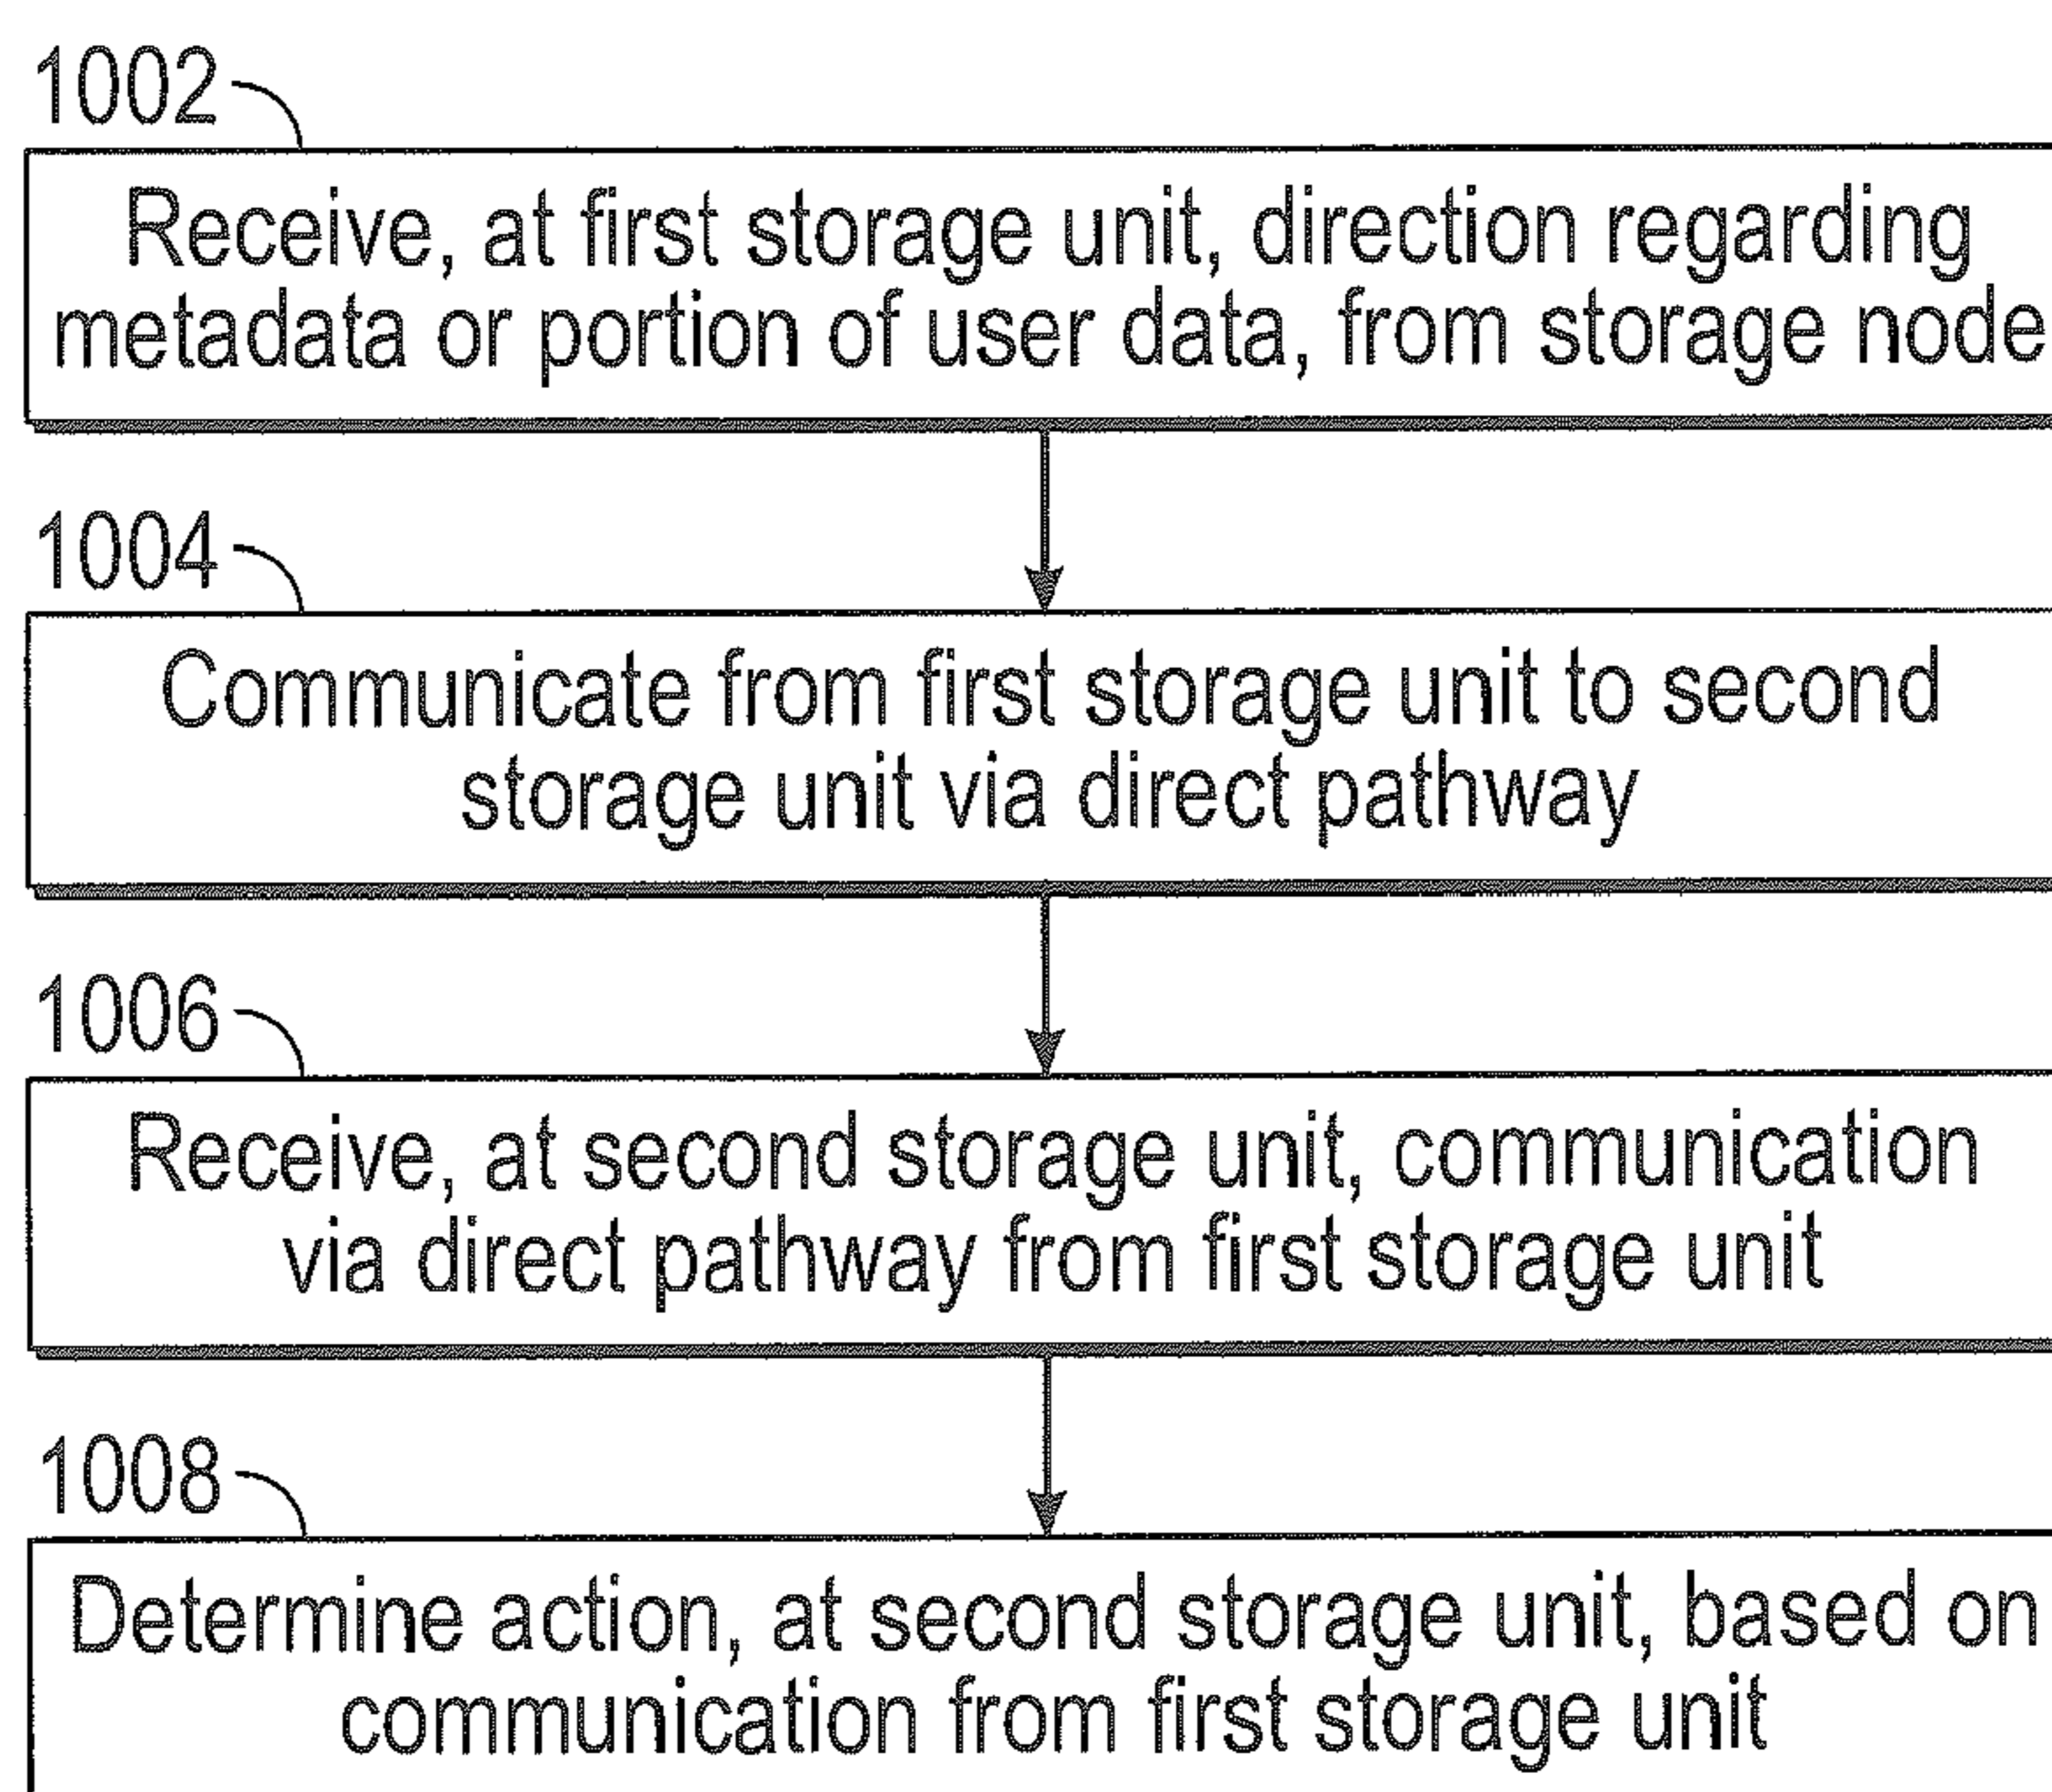 1002
Receive, at first storage unit, direction regarding
metadata or portion of user data, from storage node
1004
Communicate from first storage unit to second
storage unit via direct pathway
1006
Receive, at second storage unit, communication
via direct pathway from first storage unit
1008
Determine action, at second storage unit, based on
communication from first storage unit